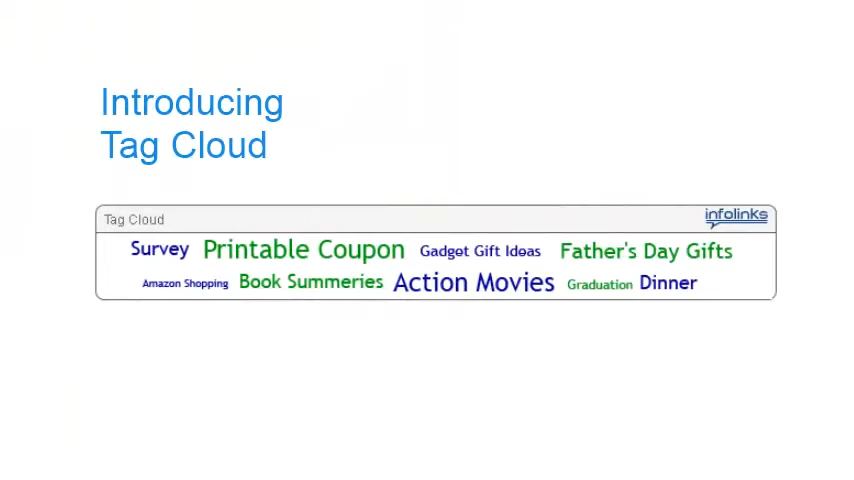 Introducing
Tag Cloud
Tag Cloud infolinks
Survey Printable Coupon Gadget Gift Ideas Father's Day Gifts
Amazon Shopping Book Summeries Action Movies Graduation Dinner